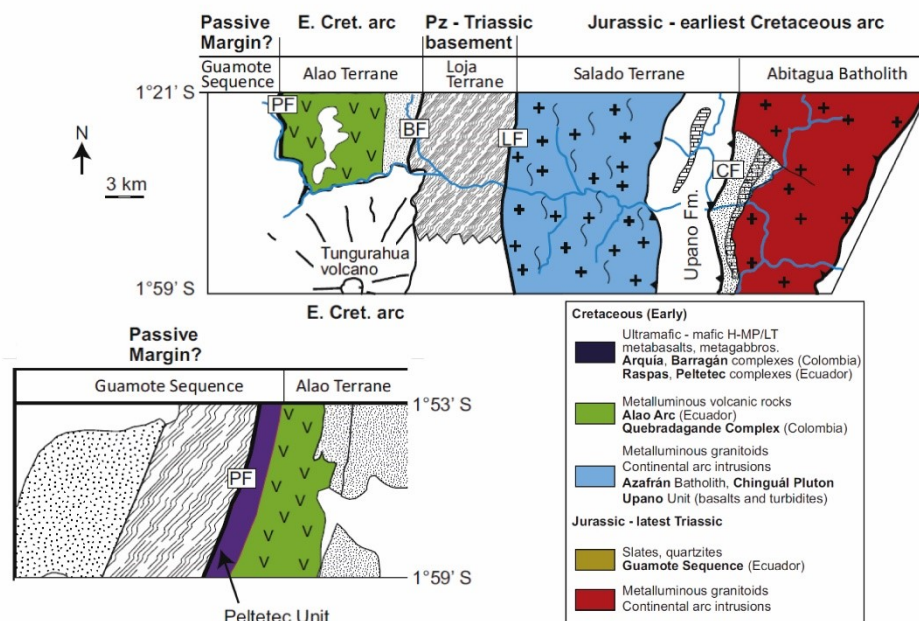 Passive
Margin?
E. Cret. arc
Pz - Triassic
basement
Jurassic - earliest Cretaceous arc
Guamote
Sequence
Alao Terrane
Loja
Terrane
Salado Terrane
Abitagua Batholith
1°21' S
PF
BF
LF
CF
N
3 km
Upano Fm.
Tungurahua
volcano
1°59' S
E. Cret. arc
Passive
Margin?
Guamote Sequence
Alao Terrane
1°53' S
PF
1°59' S
Peltetec Unit
Cretaceous (Early)
Ultramafic - mafic H-MP/LT
metabasalts, metagabbros.
Arquía, Barragán complexes (Colombia)
Raspas, Peltetec complexes (Ecuador)
Metalluminous volcanic rocks
Alao Arc (Ecuador)
Quebradagande Complex (Colombia)
Metalluminous granitoids
Continental arc intrusions
Azafrán Batholith, Chinguál Pluton
Upano Unit (basalts and turbidites)
Jurassic - latest Triassic
Slates, quartzites
Guamote Sequence (Ecuador)
Metalluminous granitoids
Continental arc intrusions